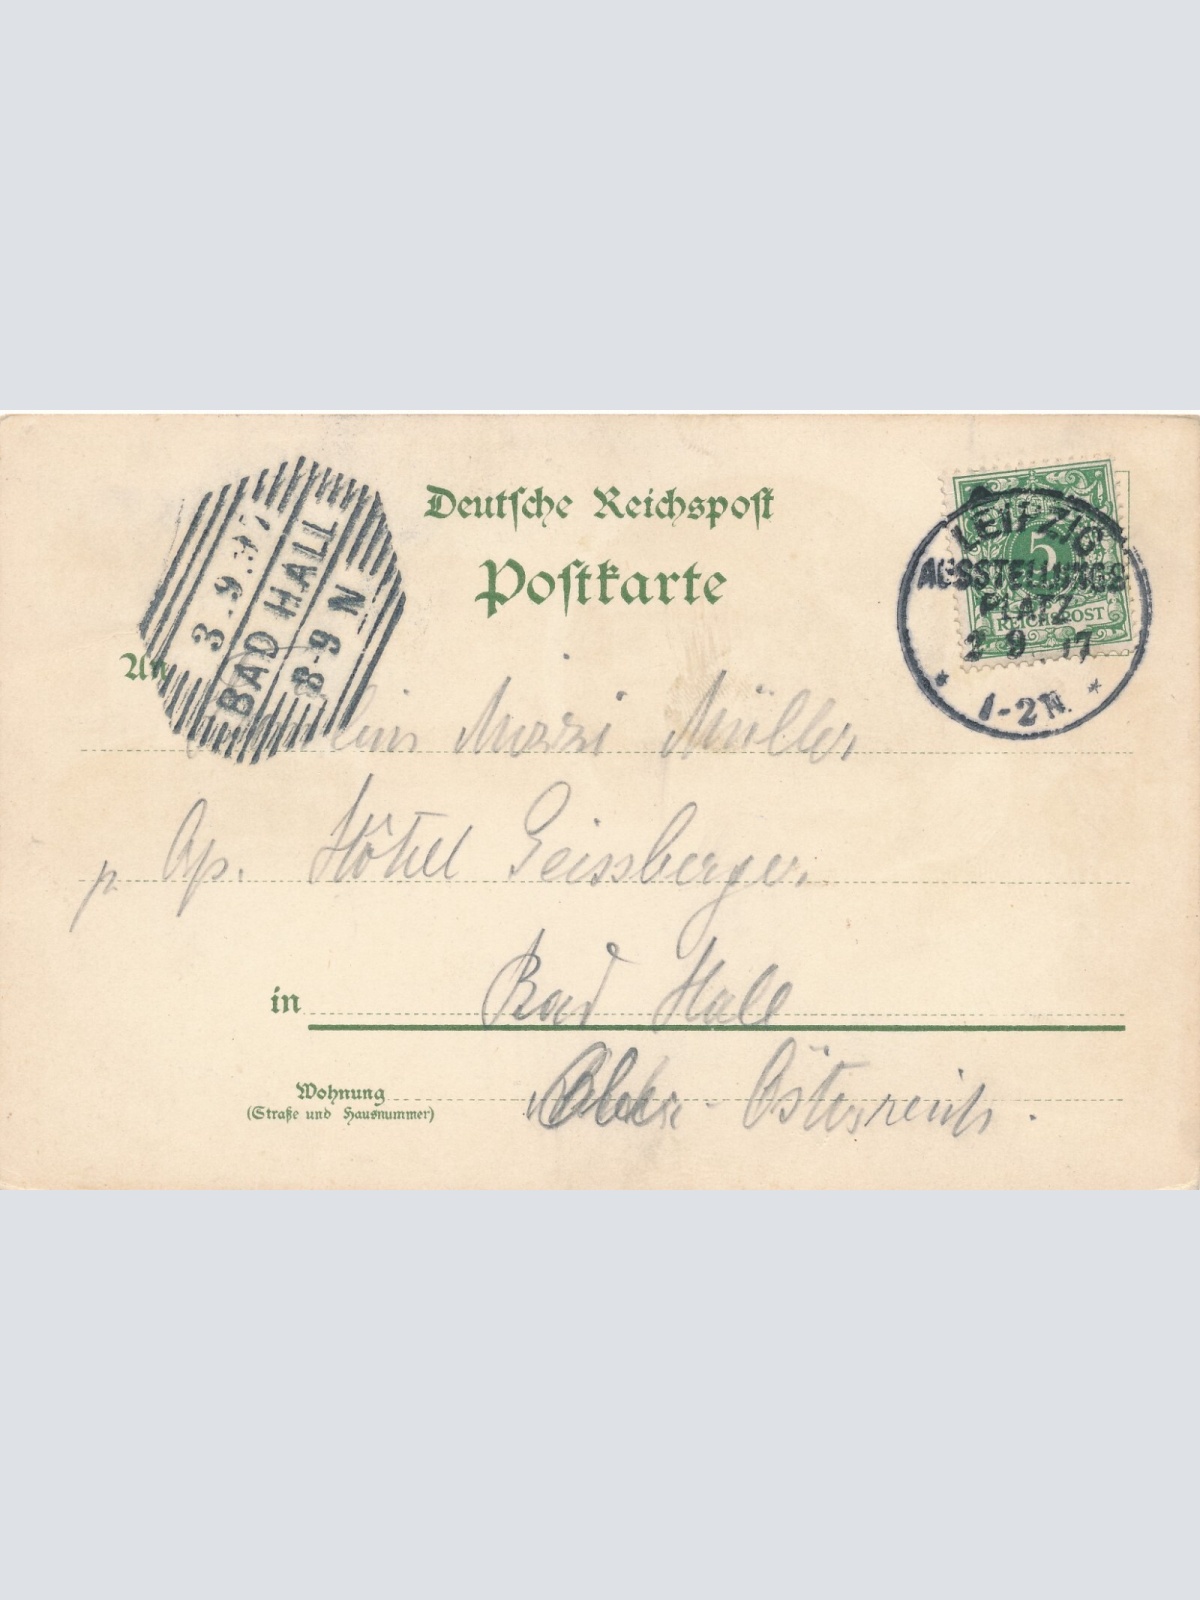 Deutsche Reichspost
Postkarte
3.9.97
BAD HALL
8-9 N
LEIPZIG
AUSSTELLUNGS
PLATZ
2 9 97
1-2N.
5
REICHSPOST
An
Mizzi Müller
p. Hôtel Geissberger
in Bad Hall
Wohnung
(Straße und Hausnummer)
Ober-Österreich.